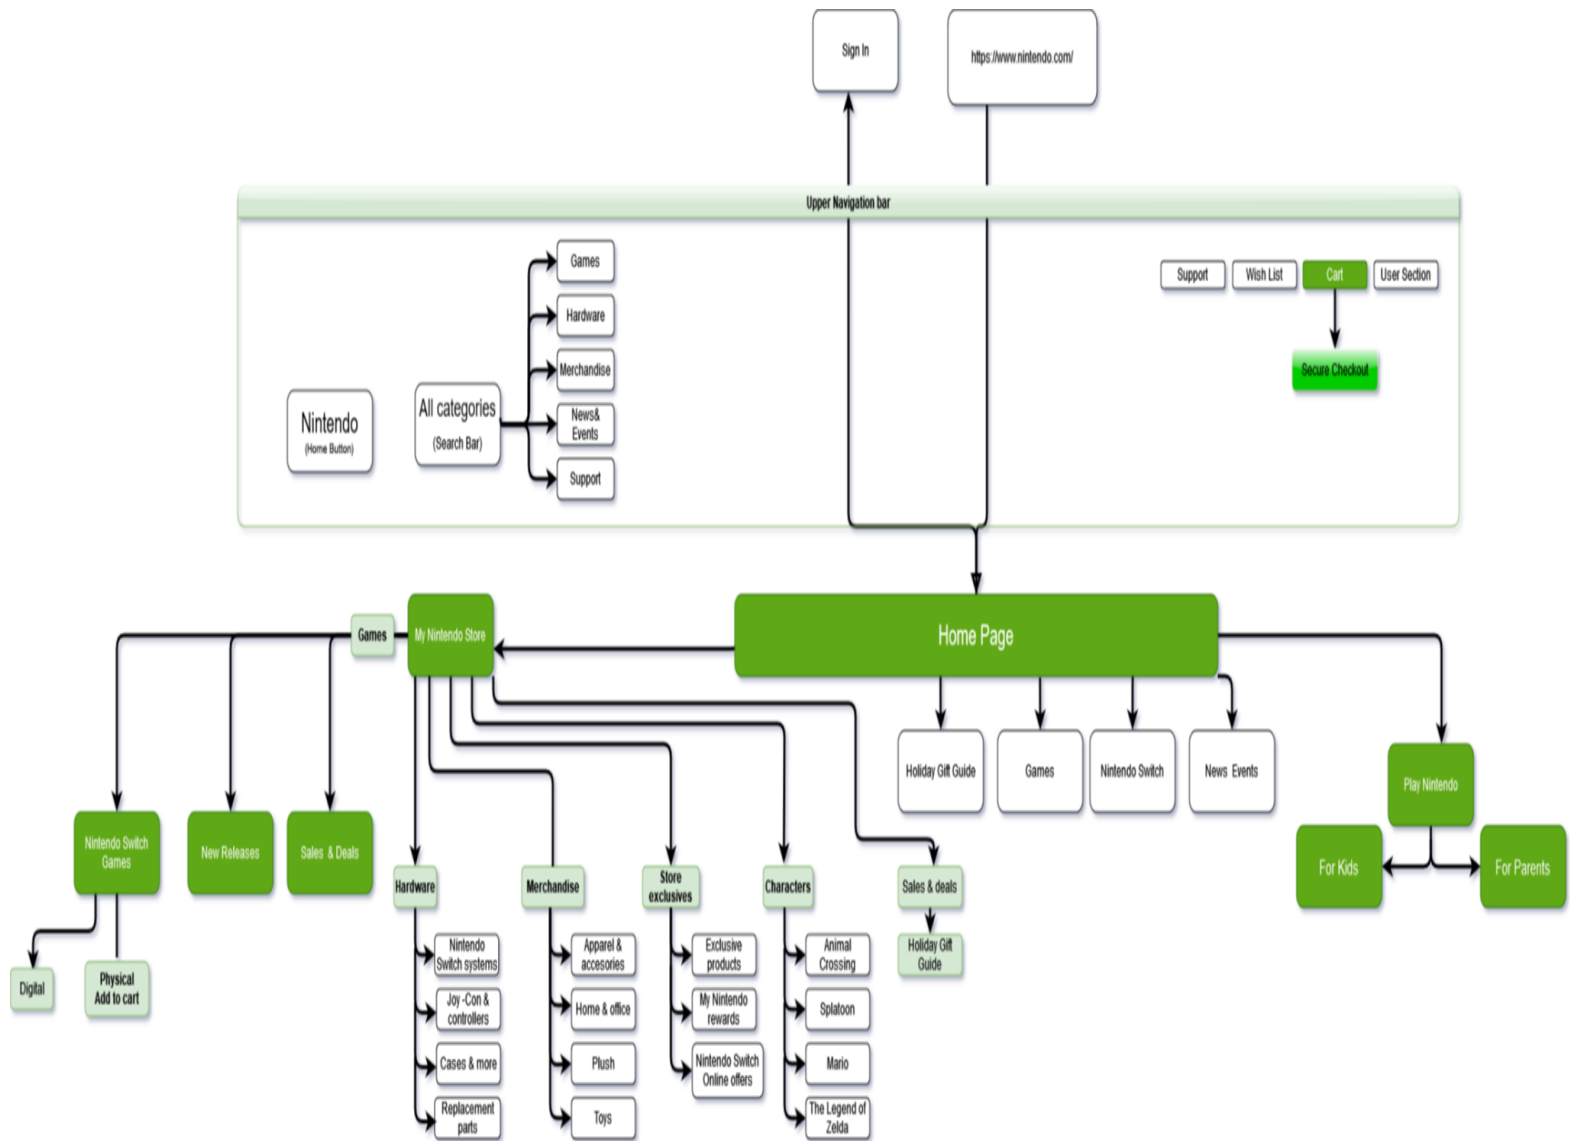 Sign In
https://www.nintendo.com/
Upper Navigation bar
Games
Hardware
Merchandise
News&
Events
Support
All categories
(Search Bar)
Nintendo
(Home Button)
Support
Wish List
Cart
User Section
Secure Checkout
Games
My Nintendo Store
Home Page
Holiday Gift Guide
Games
Nintendo Switch
News  Events
Play Nintendo
For Kids
For Parents
Nintendo Switch
Games
New Releases
Sales & Deals
Digital
Physical
Add to cart
Hardware
Nintendo
Switch systems
Joy -Con &
controllers
Cases & more
Replacement
parts
Merchandise
Apparel &
accesories
Home & office
Plush
Toys
Store
exclusives
Exclusive
products
My Nintendo
rewards
Nintendo Switch
Online offers
Characters
Animal
Crossing
Splatoon
Mario
The Legend of
Zelda
Sales & deals
Holiday Gift
Guide